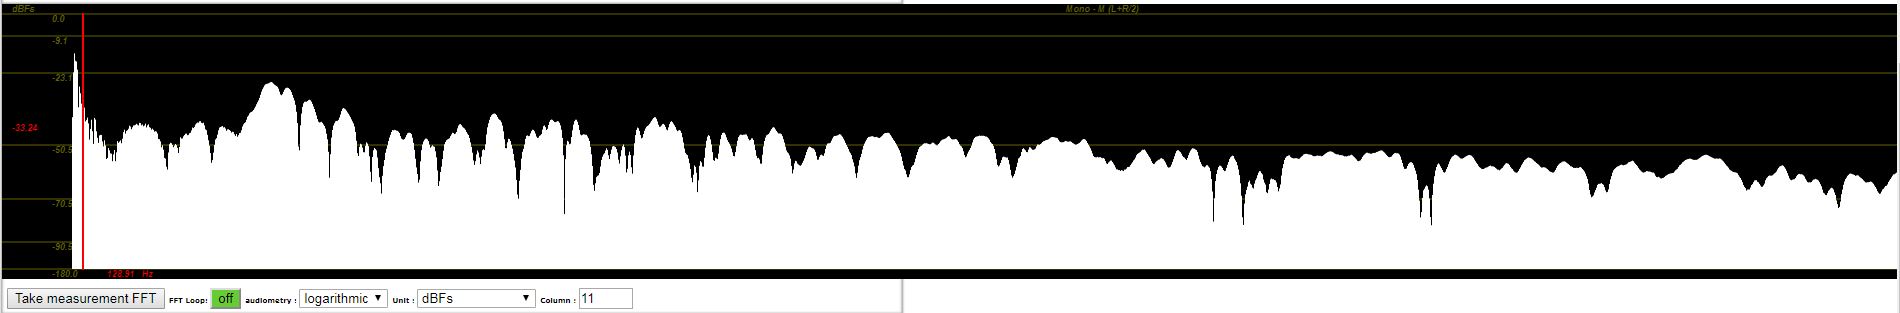 dBFs
Mono - M (L+R/2)
0.0
-9.1
-23.1
-33.24
-50.5
-70.5
-90.5
-180.0
128.91 Hz
Take measurement FFT FFT Loop: off audiometry : logarithmic Unit : dBFs Column : 11